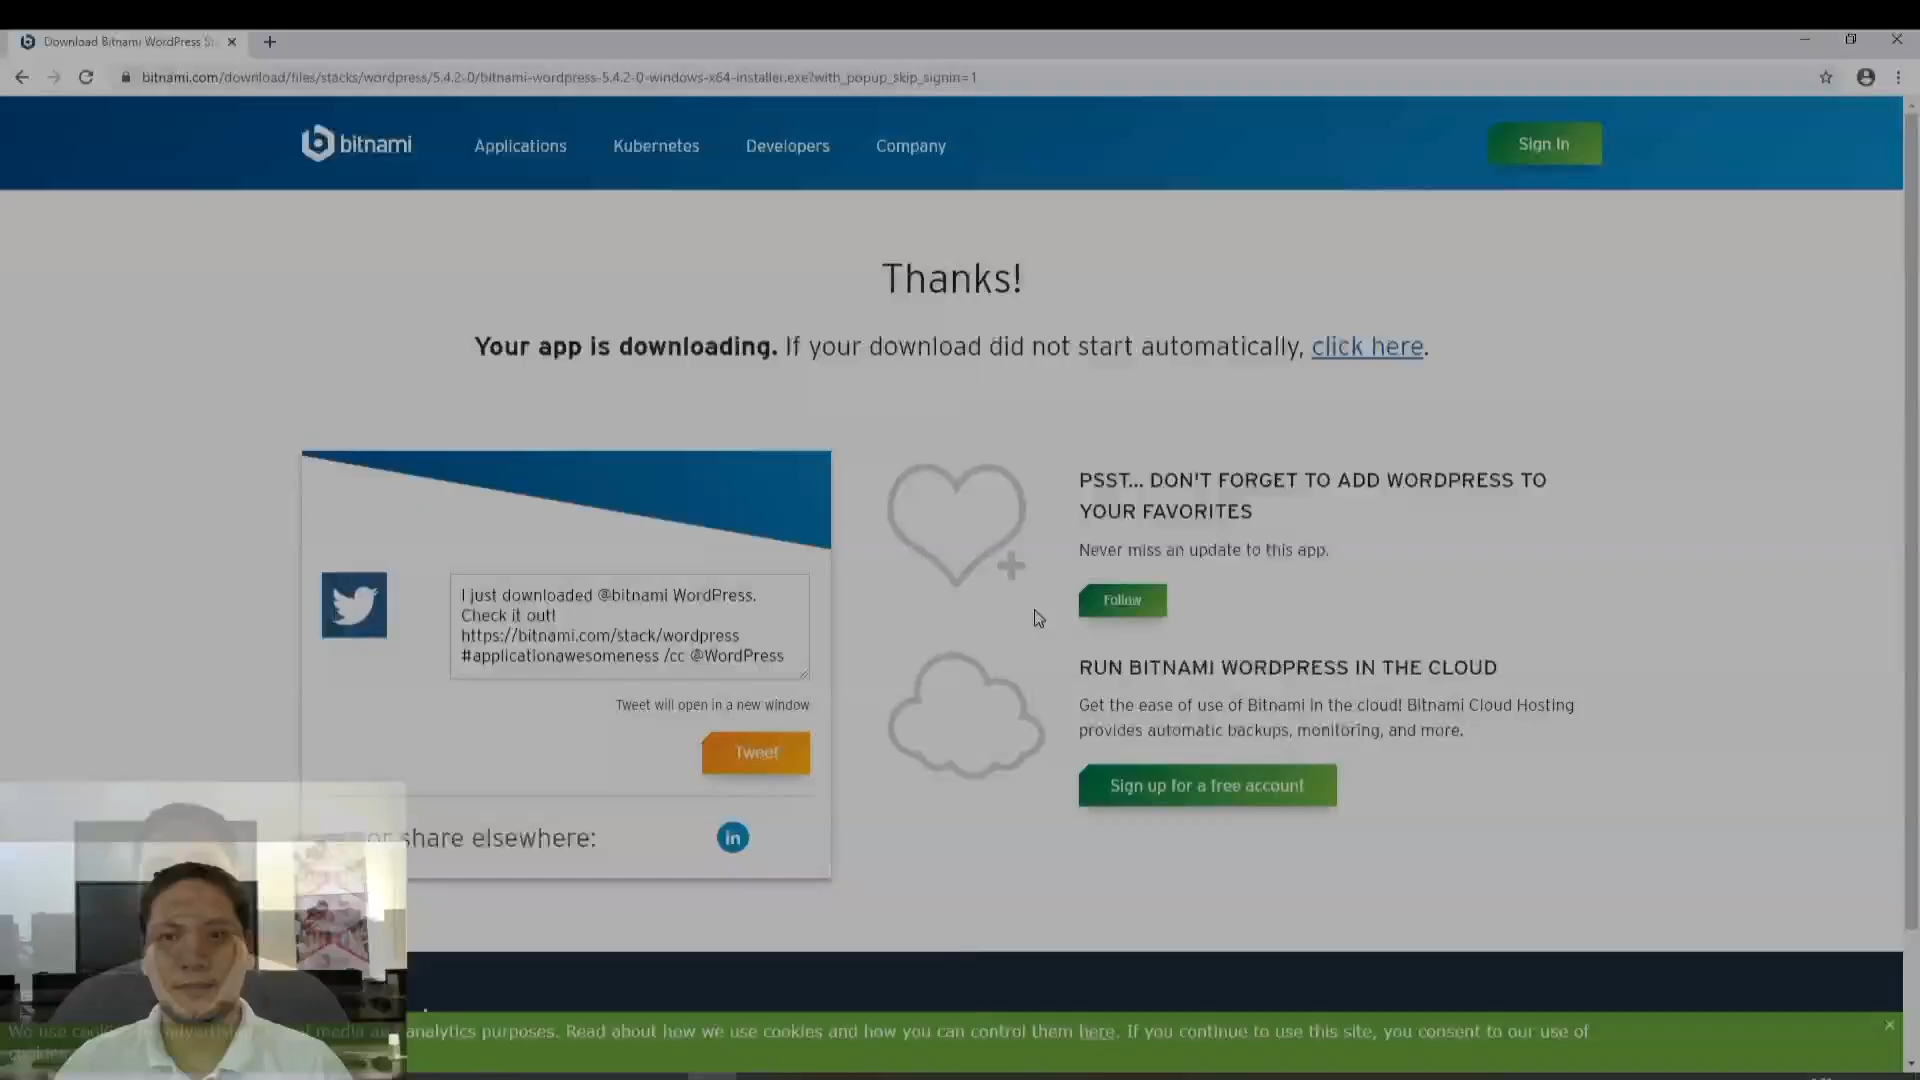 Download Bitnami WordPress St
bitnami.com/download/files/stacks/wordpress/5.4.2-0/bitnami-wordpress-5.4.2-0-windows-x64-installer.exe?with_popup_skip_signin=1
bitnami
Applications
Kubernetes
Developers
Company
Sign In
Thanks!
Your app is downloading. If your download did not start automatically, click here.
I just downloaded @bitnami WordPress.
Check it out!
https://bitnami.com/stack/wordpress
#applicationawesomeness /cc @WordPress
Tweet will open in a new window
Tweet
or share elsewhere:
in
PSST... DON'T FORGET TO ADD WORDPRESS TO
YOUR FAVORITES
Never miss an update to this app.
Follow
RUN BITNAMI WORDPRESS IN THE CLOUD
Get the ease of use of Bitnami in the cloud! Bitnami Cloud Hosting
provides automatic backups, monitoring, and more.
Sign up for a free account
We use media analytics purposes. Read about how we use cookies and how you can control them here. If you continue to use this site, you consent to our use of
cookies